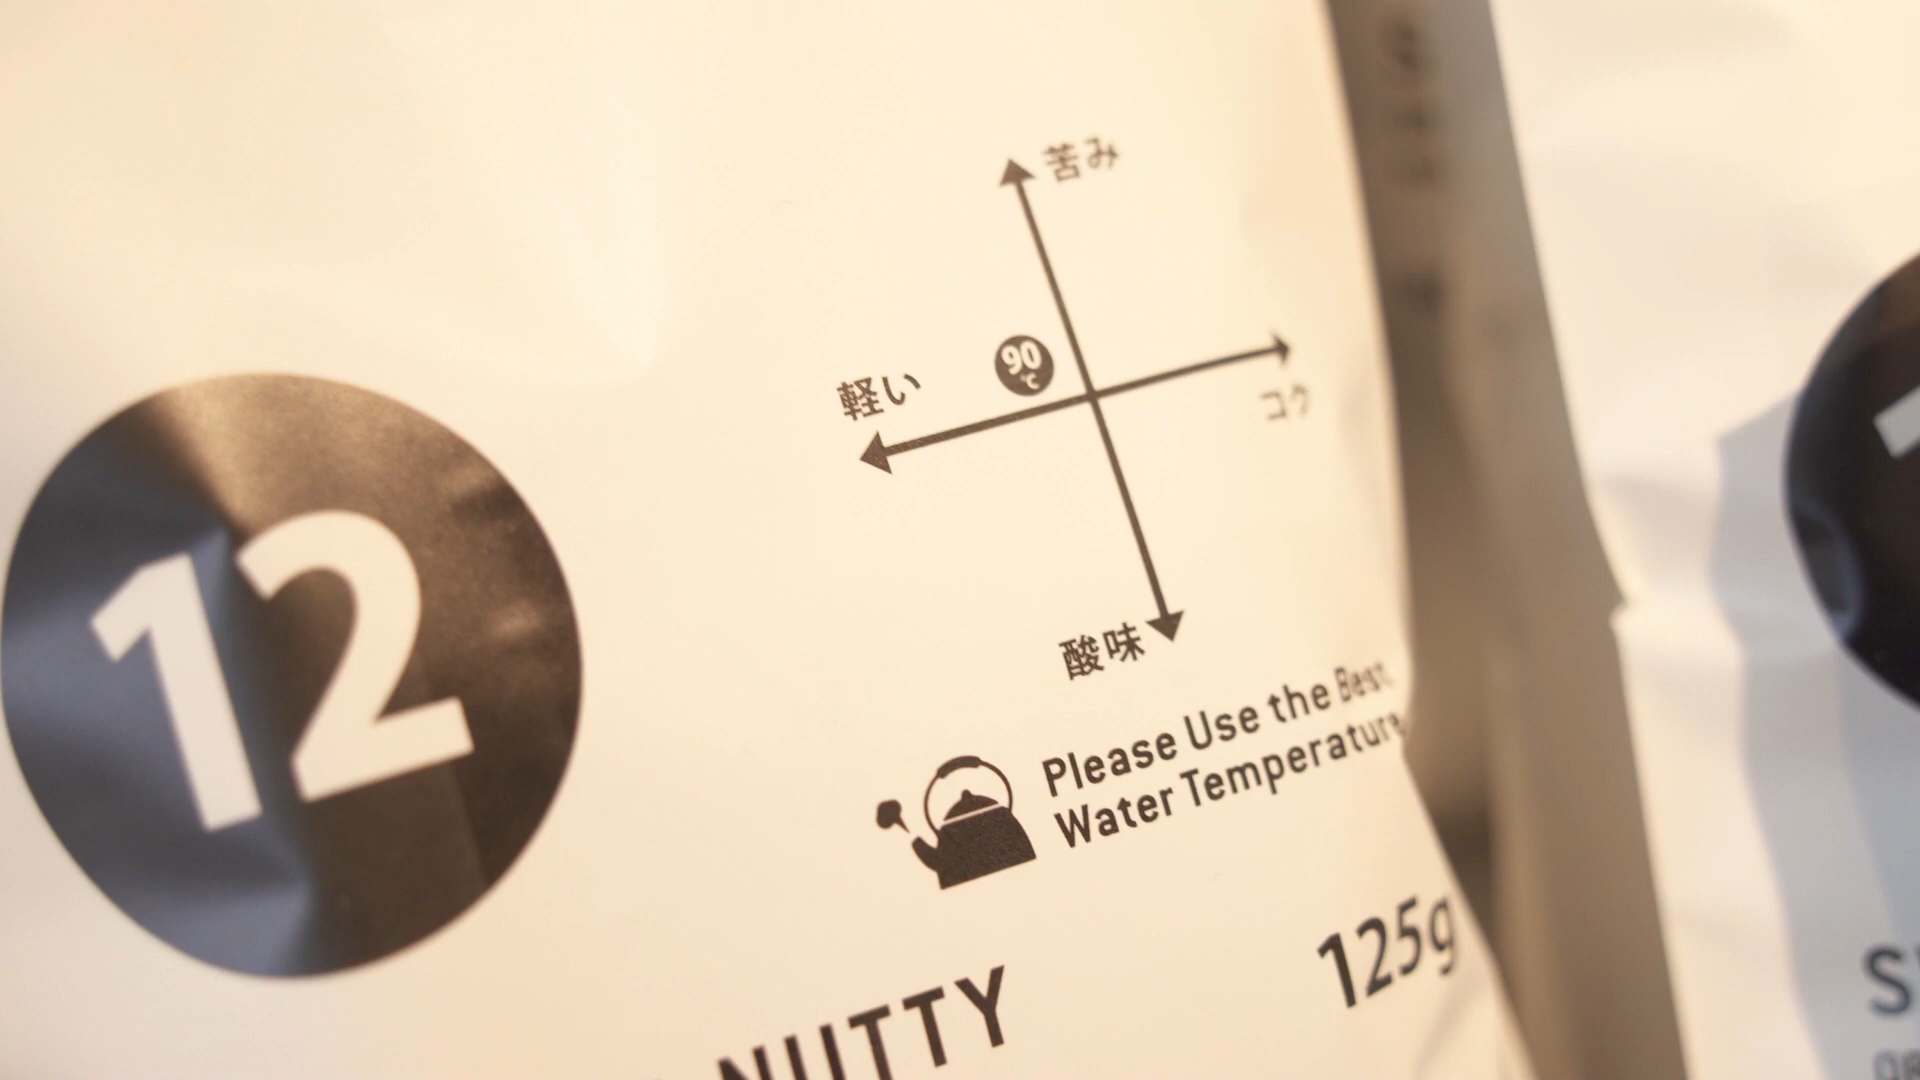 12
苦み
90
℃
軽い
コク
酸味
Please Use the Best
Water Temperature
125g
NUTTY